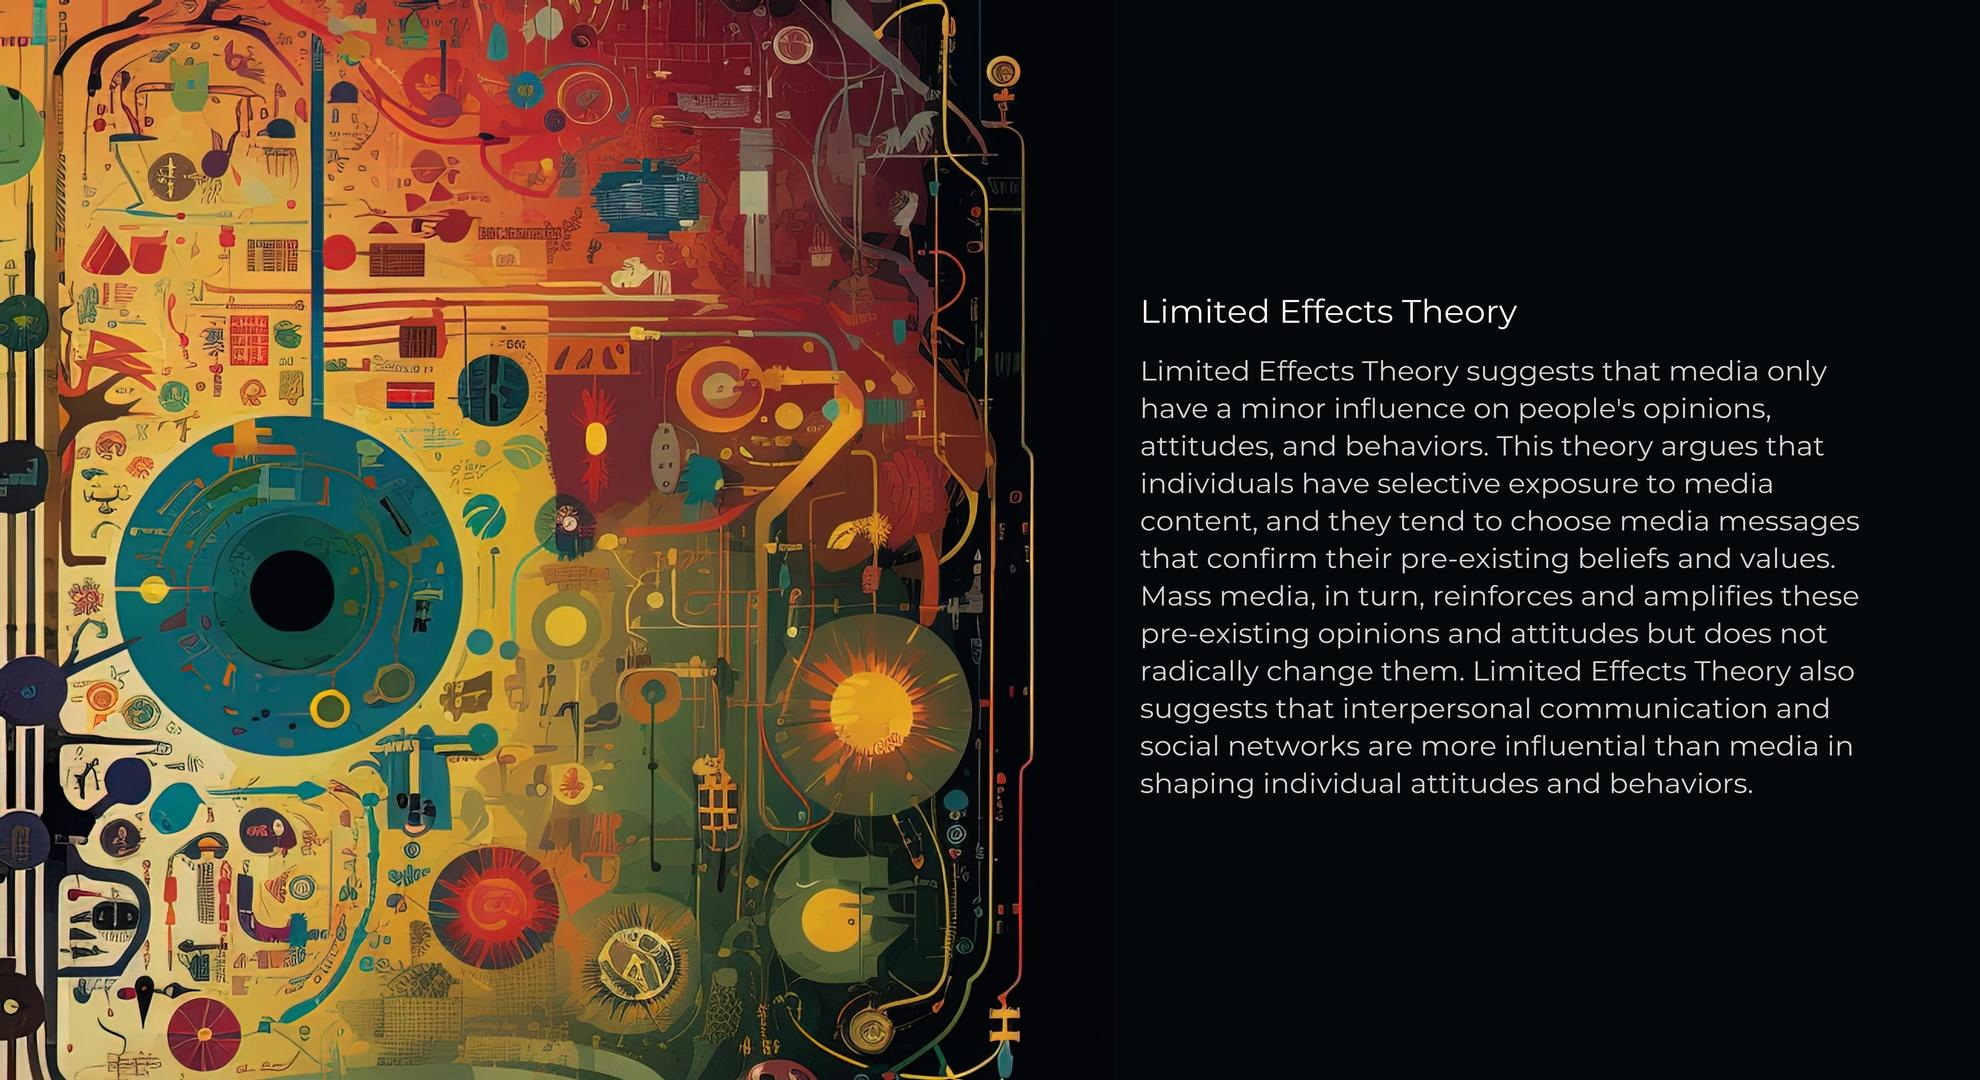 Limited Effects Theory
Limited Effects Theory suggests that media only
have a minor influence on people's opinions,
attitudes, and behaviors. This theory argues that
individuals have selective exposure to media
content, and they tend to choose media messages
that confirm their pre-existing beliefs and values.
Mass media, in turn, reinforces and amplifies these
pre-existing opinions and attitudes but does not
radically change them. Limited Effects Theory also
suggests that interpersonal communication and
social networks are more influential than media in
shaping individual attitudes and behaviors.